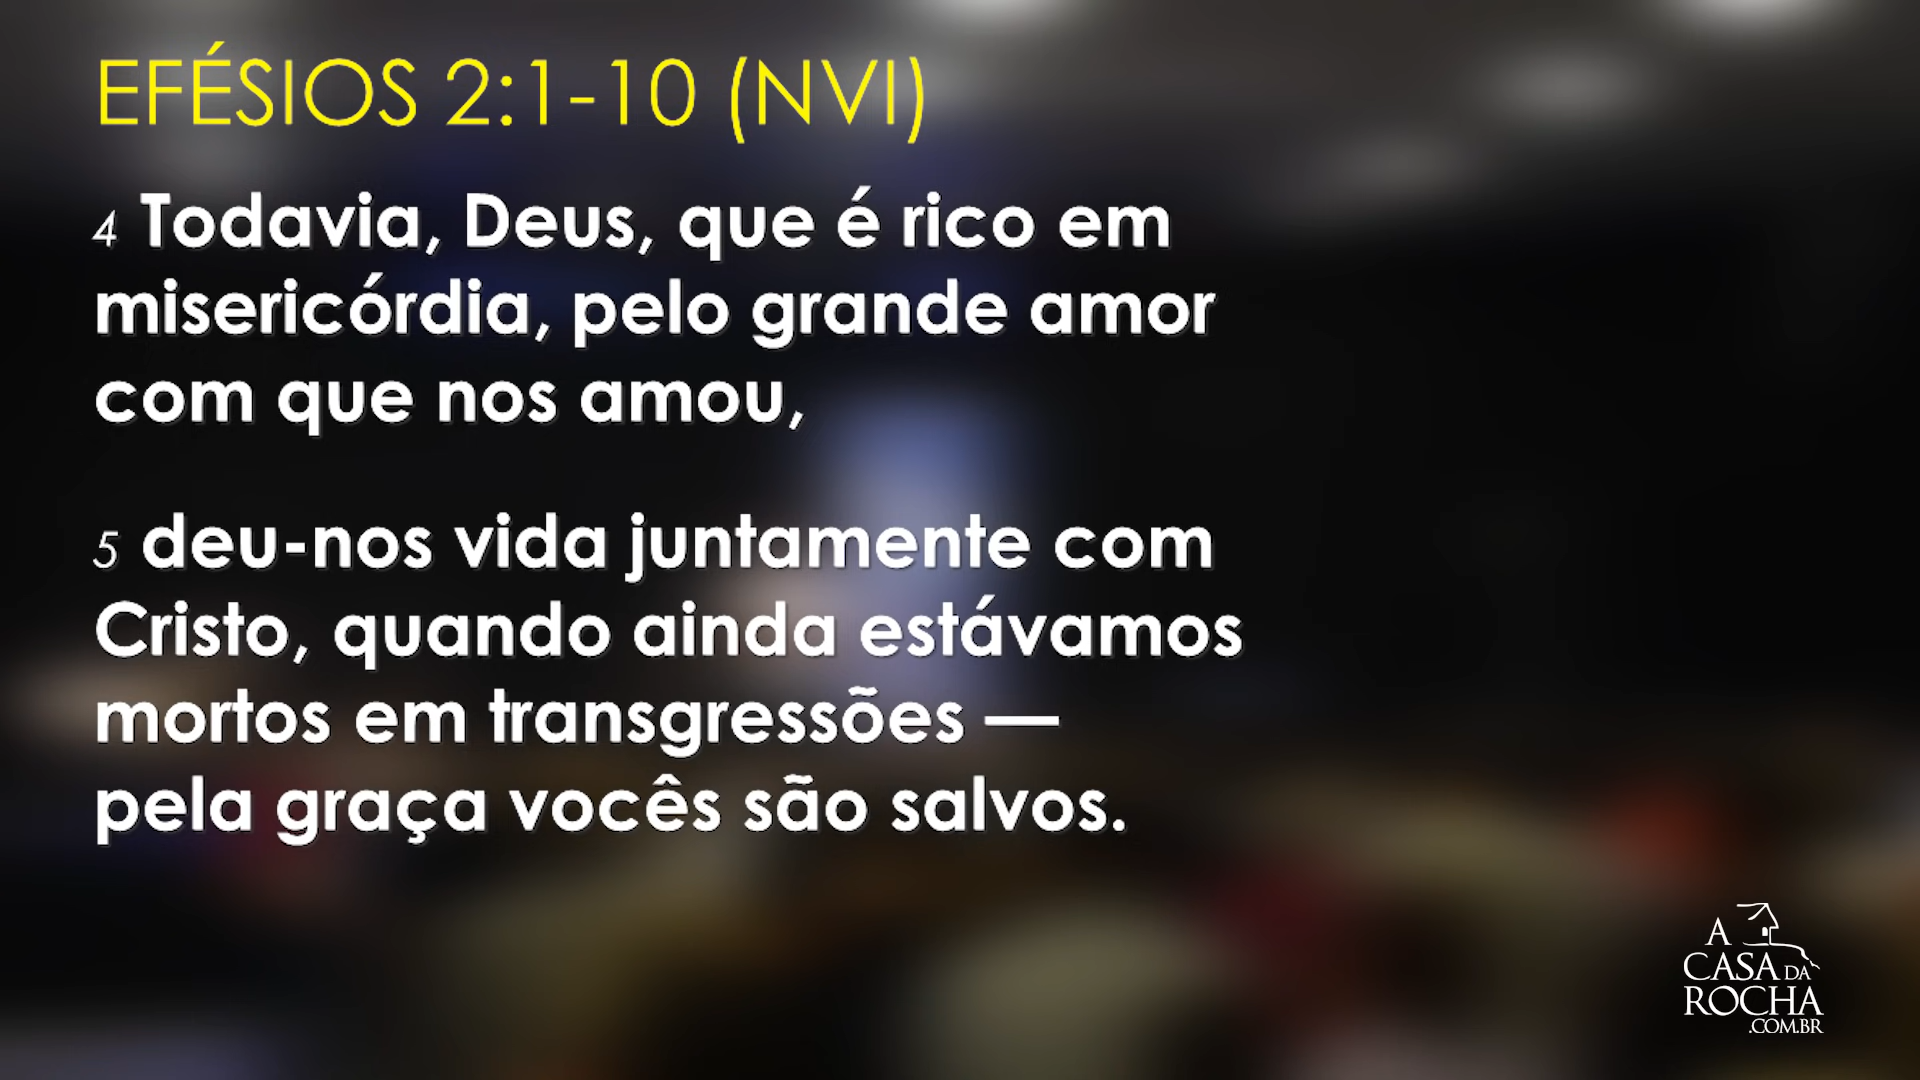 EFÉSIOS 2:1-10 (NVI)
4 Todavia, Deus, que é rico em
misericórdia, pelo grande amor
com que nos amou,
5 deu-nos vida juntamente com
Cristo, quando ainda estávamos
mortos em transgressões —
pela graça vocês são salvos.
A
CASA DA
ROCHA
.COM.BR